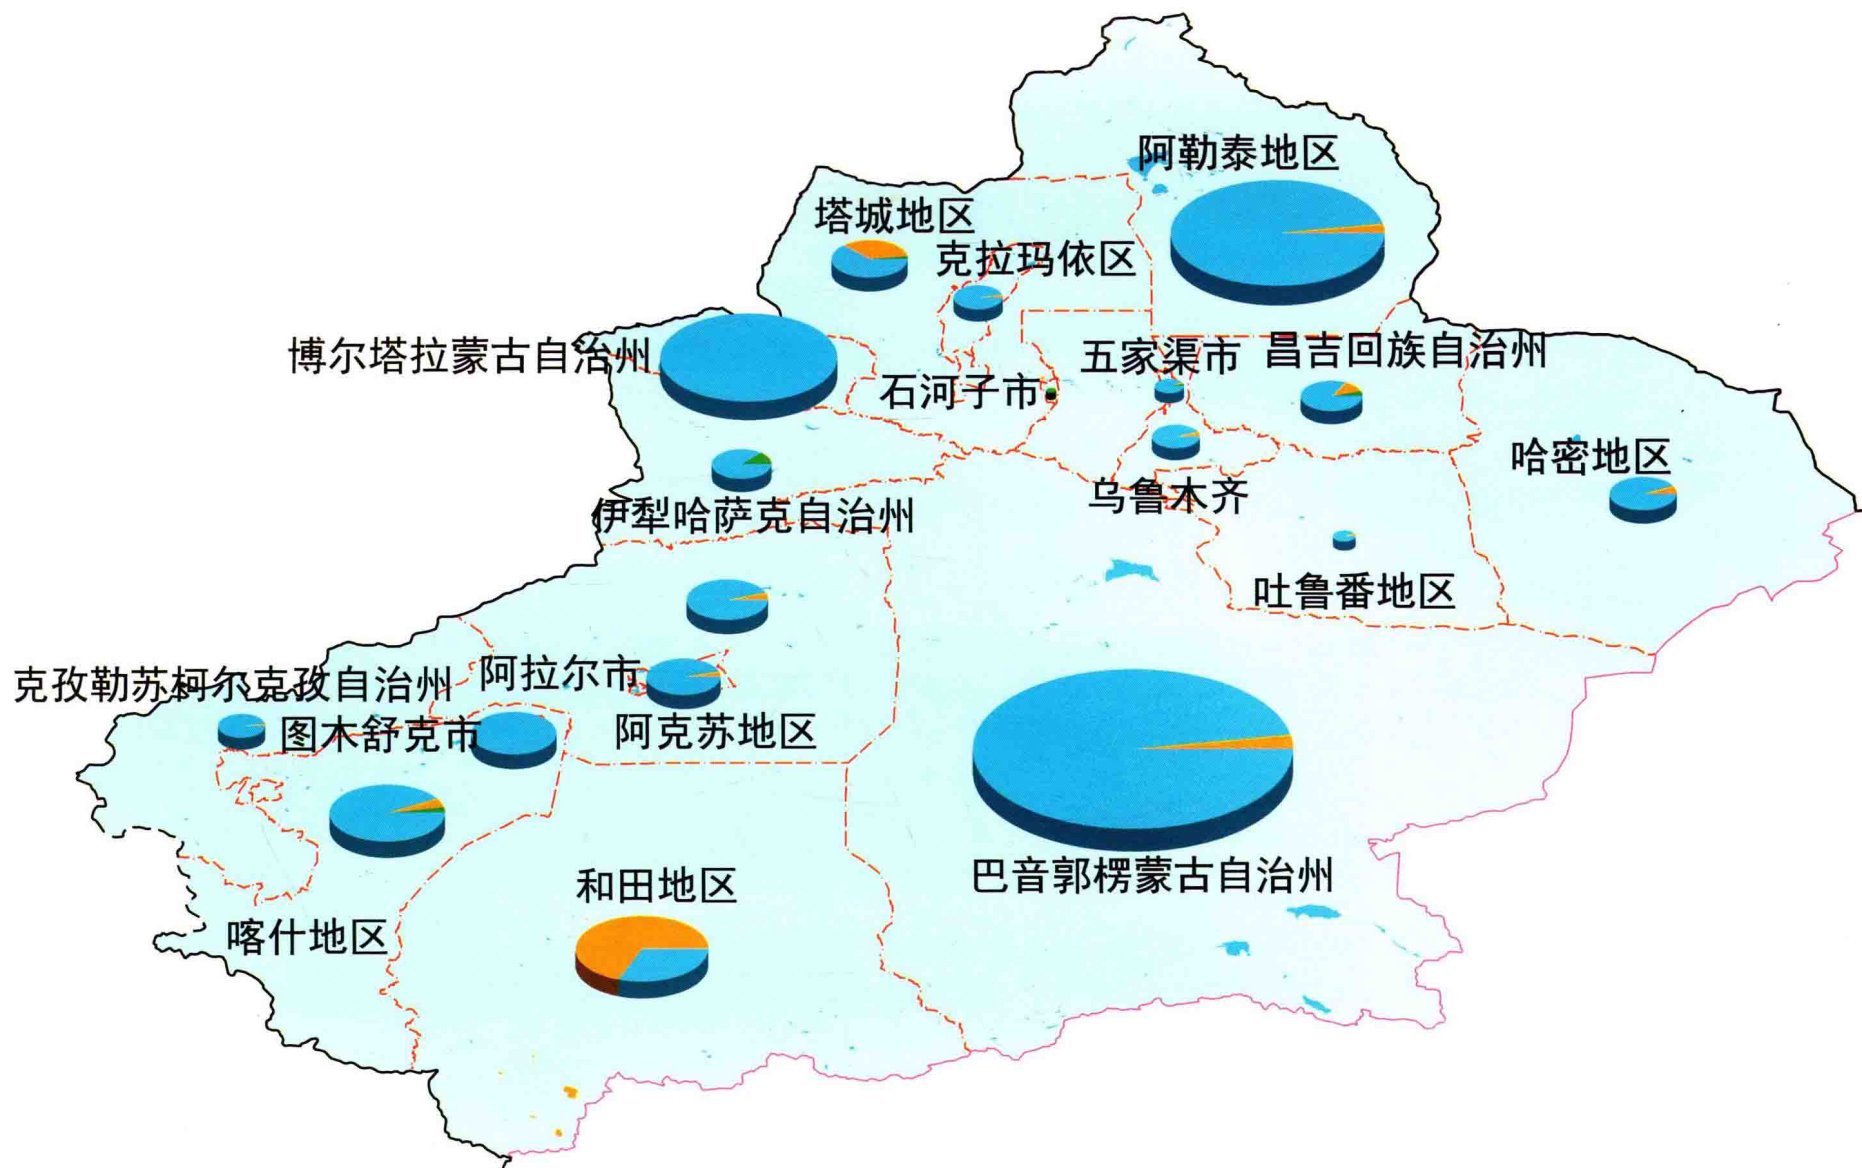 阿勒泰地区
塔城地区
克拉玛依区
博尔塔拉蒙古自治州
石河子市
五家渠市
昌吉回族自治州
哈密地区
乌鲁木齐
伊犁哈萨克自治州
吐鲁番地区
克孜勒苏柯尔克孜自治州
阿拉尔市
图木舒克市
阿克苏地区
巴音郭楞蒙古自治州
和田地区
喀什地区